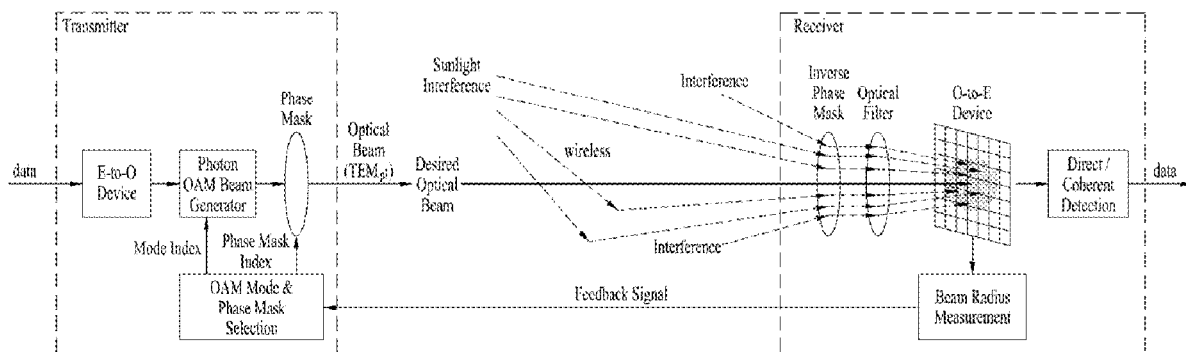 Transmitter
data
E-to-O
Device
Photon
OAM Beam
Generator
Phase
Mask
Mode Index
Phase Mask
Index
OAM Mode &
Phase Mask
Selection
Optical
Beam
(TEMpl)
Desired
Optical
Beam
Sunlight
Interference
wireless
Interference
Interference
Feedback Signal
Receiver
Inverse
Phase
Mask
Optical
Filter
O-to-E
Device
Direct /
Coherent
Detection
data
Beam Radius
Measurement